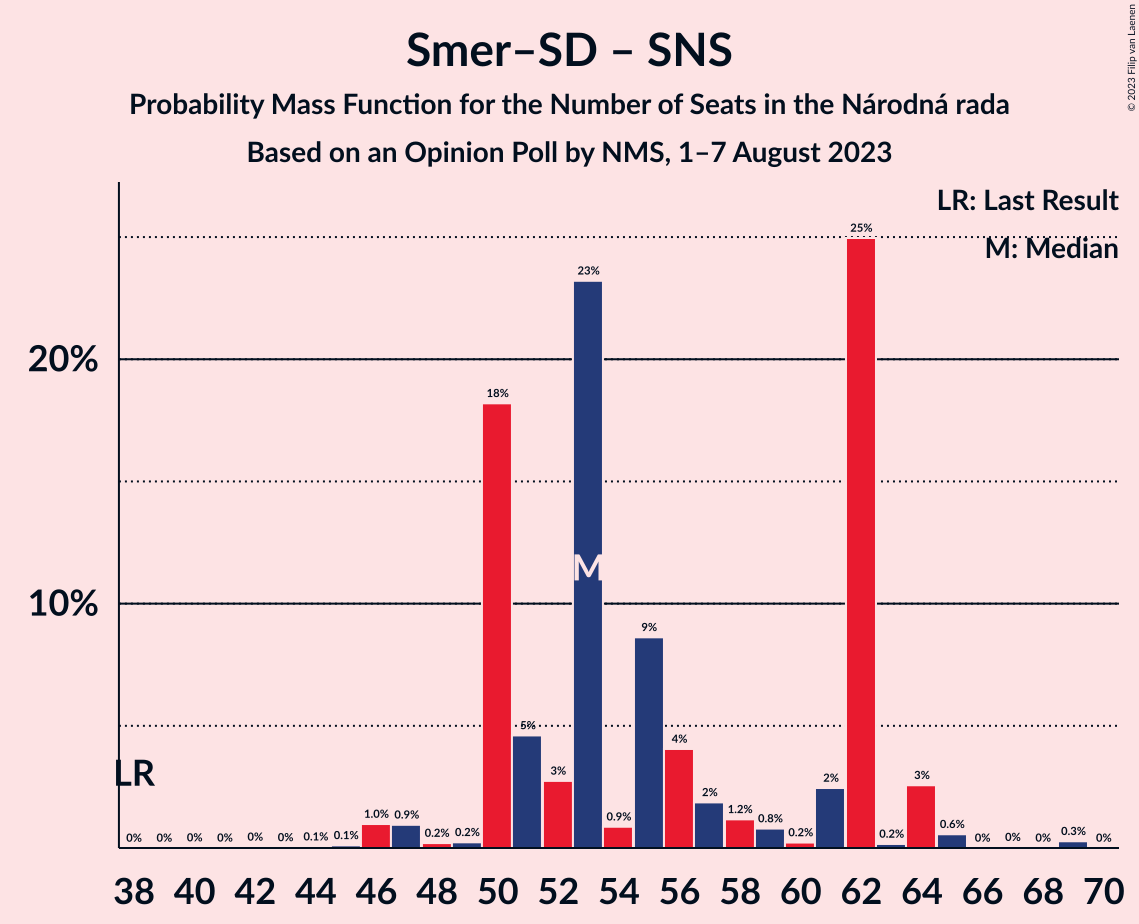 Smer–SD – SNS
Probability Mass Function for the Number of Seats in the Národná rada
Based on an Opinion Poll by NMS, 1–7 August 2023
© 2023 Filip van Laenen
LR: Last Result
M: Median
20%
10%
LR
M
0% 0% 0% 0% 0% 0% 0.1% 0.1% 1.0% 0.9% 0.2% 0.2% 18% 5% 3% 23% 0.9% 9% 4% 2% 1.2% 0.8% 0.2% 2% 25% 0.2% 3% 0.6% 0% 0% 0% 0.3% 0%
38 40 42 44 46 48 50 52 54 56 58 60 62 64 66 68 70